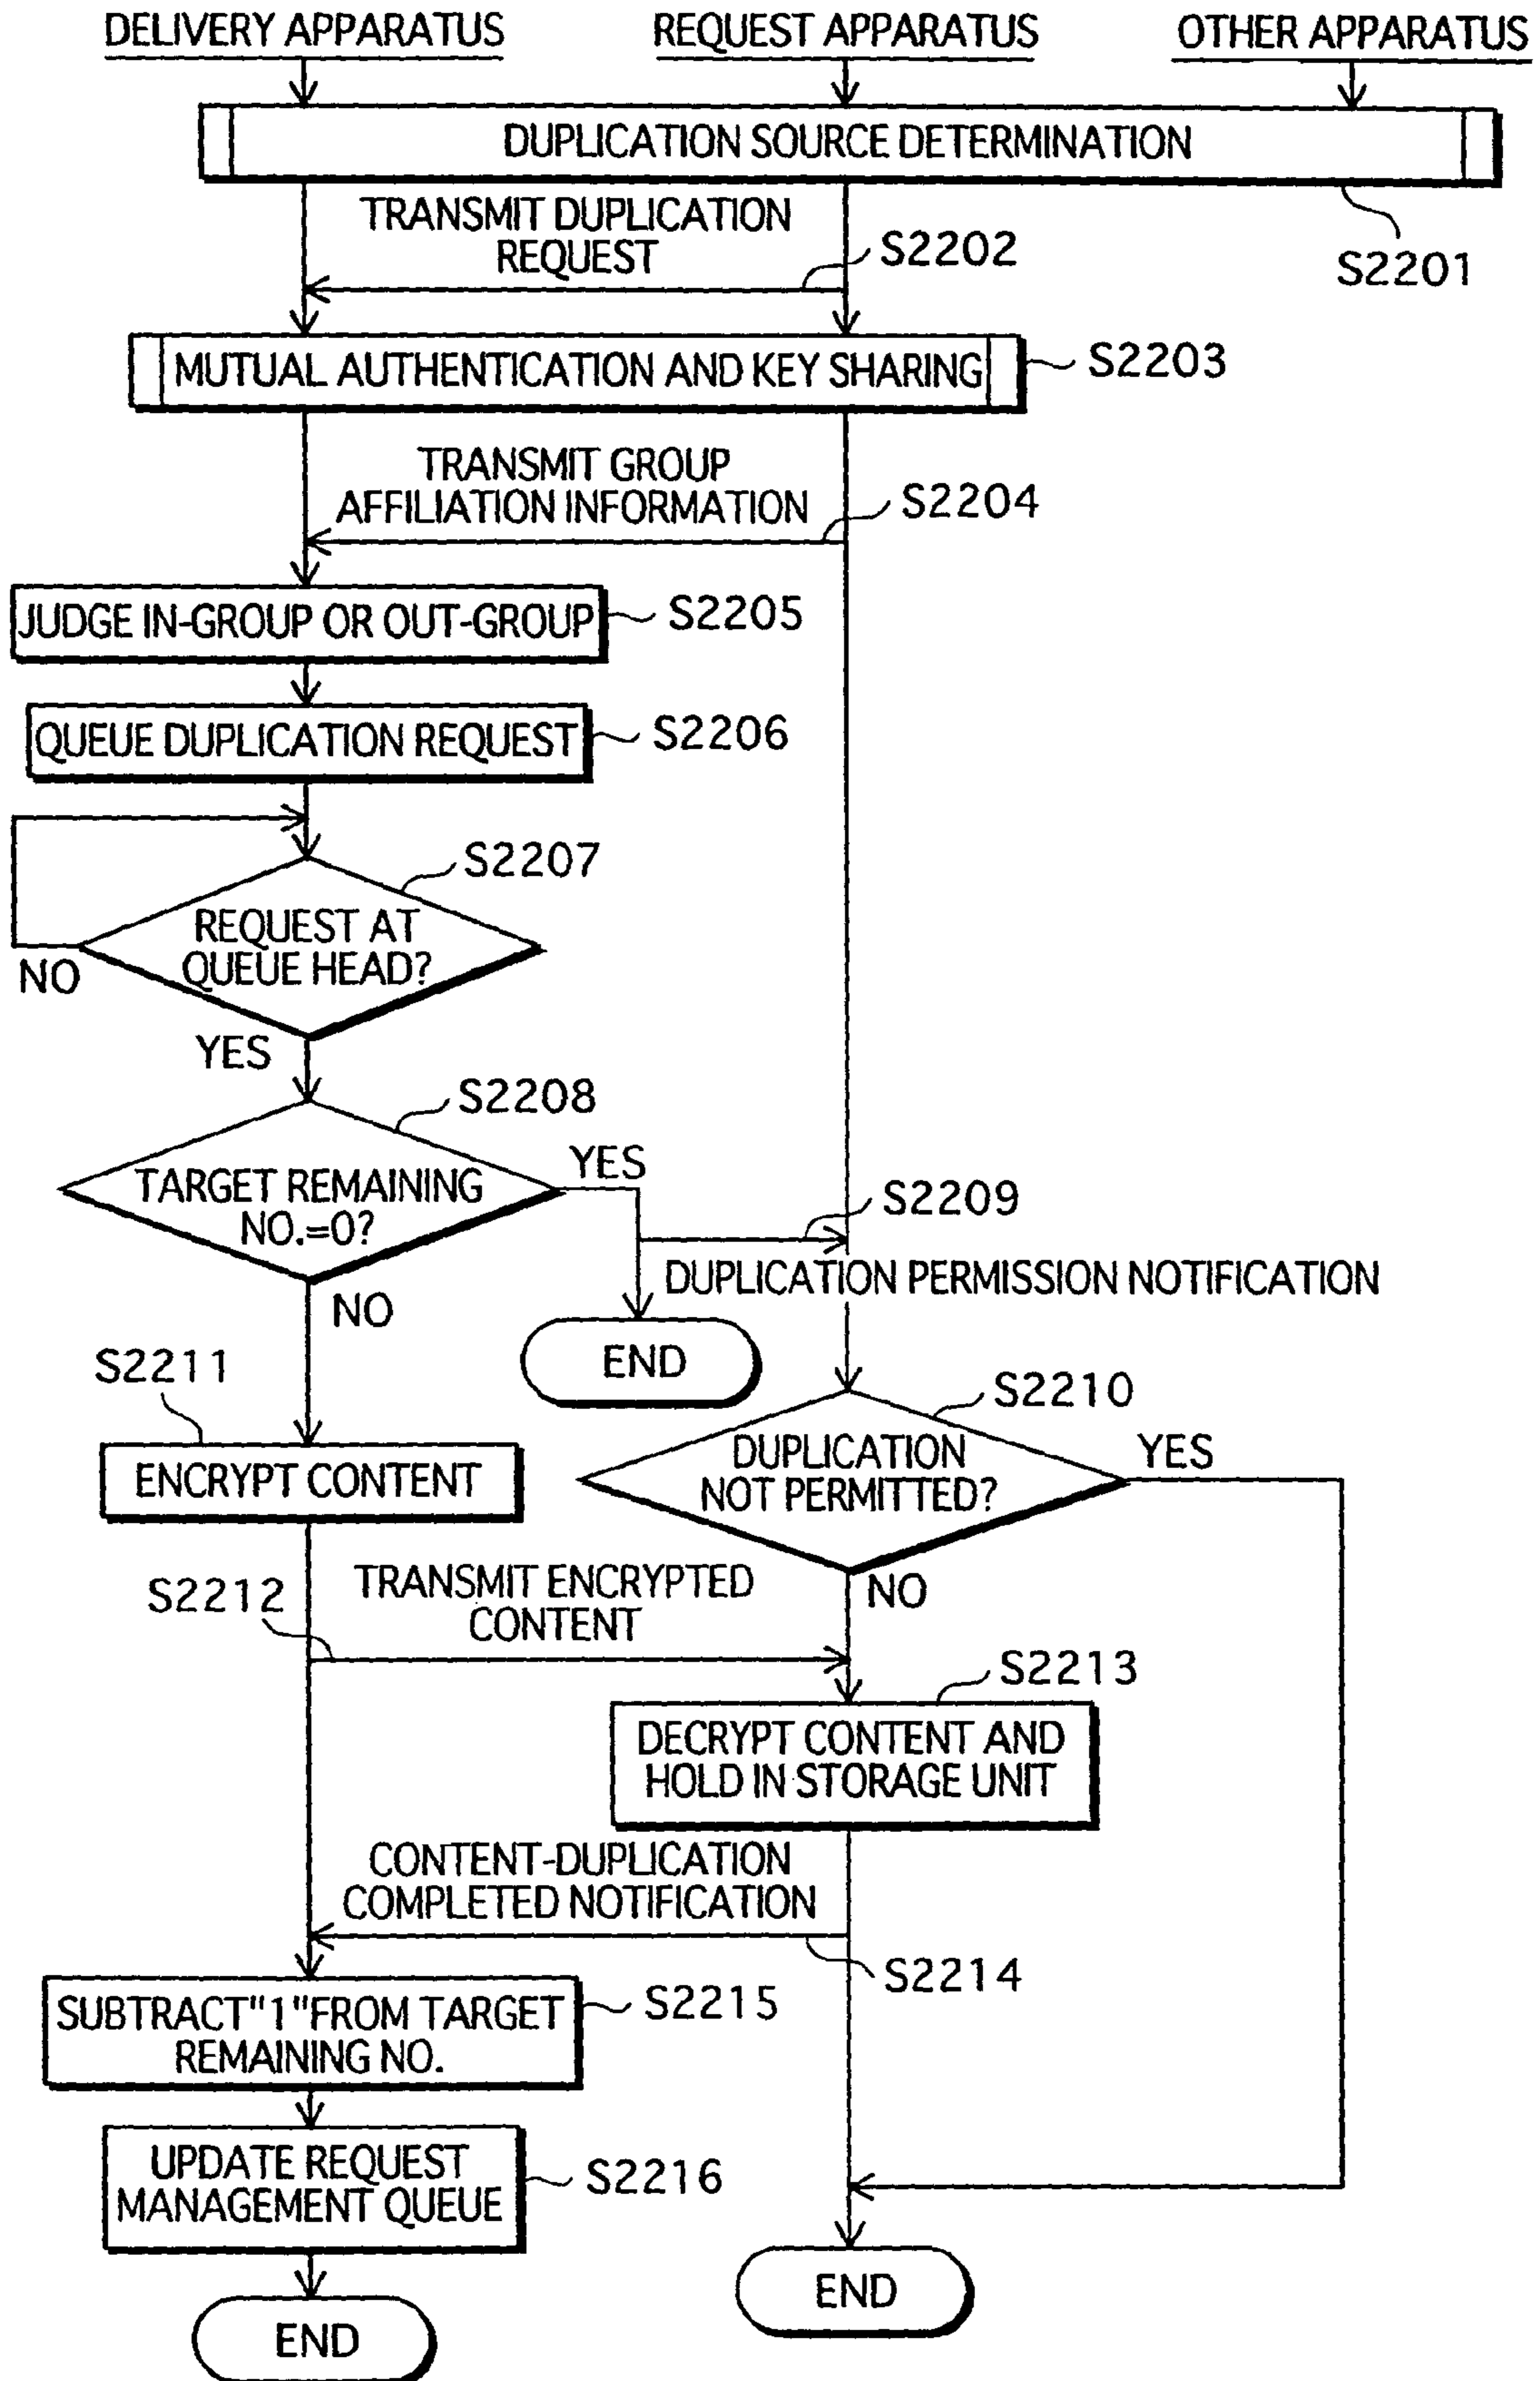 DELIVERY APPARATUS
REQUEST APPARATUS
OTHER APPARATUS
DUPLICATION SOURCE DETERMINATION
S2201
TRANSMIT DUPLICATION
REQUEST
S2202
MUTUAL AUTHENTICATION AND KEY SHARING
S2203
TRANSMIT GROUP
AFFILIATION INFORMATION
S2204
JUDGE IN-GROUP OR OUT-GROUP
S2205
QUEUE DUPLICATION REQUEST
S2206
S2207
REQUEST AT
QUEUE HEAD?
NO
YES
S2208
TARGET REMAINING
NO.=0?
YES
NO
S2209
DUPLICATION PERMISSION NOTIFICATION
END
S2210
DUPLICATION
NOT PERMITTED?
YES
NO
S2211
ENCRYPT CONTENT
S2212
TRANSMIT ENCRYPTED
CONTENT
S2213
DECRYPT CONTENT AND
HOLD IN STORAGE UNIT
CONTENT-DUPLICATION
COMPLETED NOTIFICATION
S2214
SUBTRACT"1"FROM TARGET
REMAINING NO.
S2215
UPDATE REQUEST
MANAGEMENT QUEUE
S2216
END
END